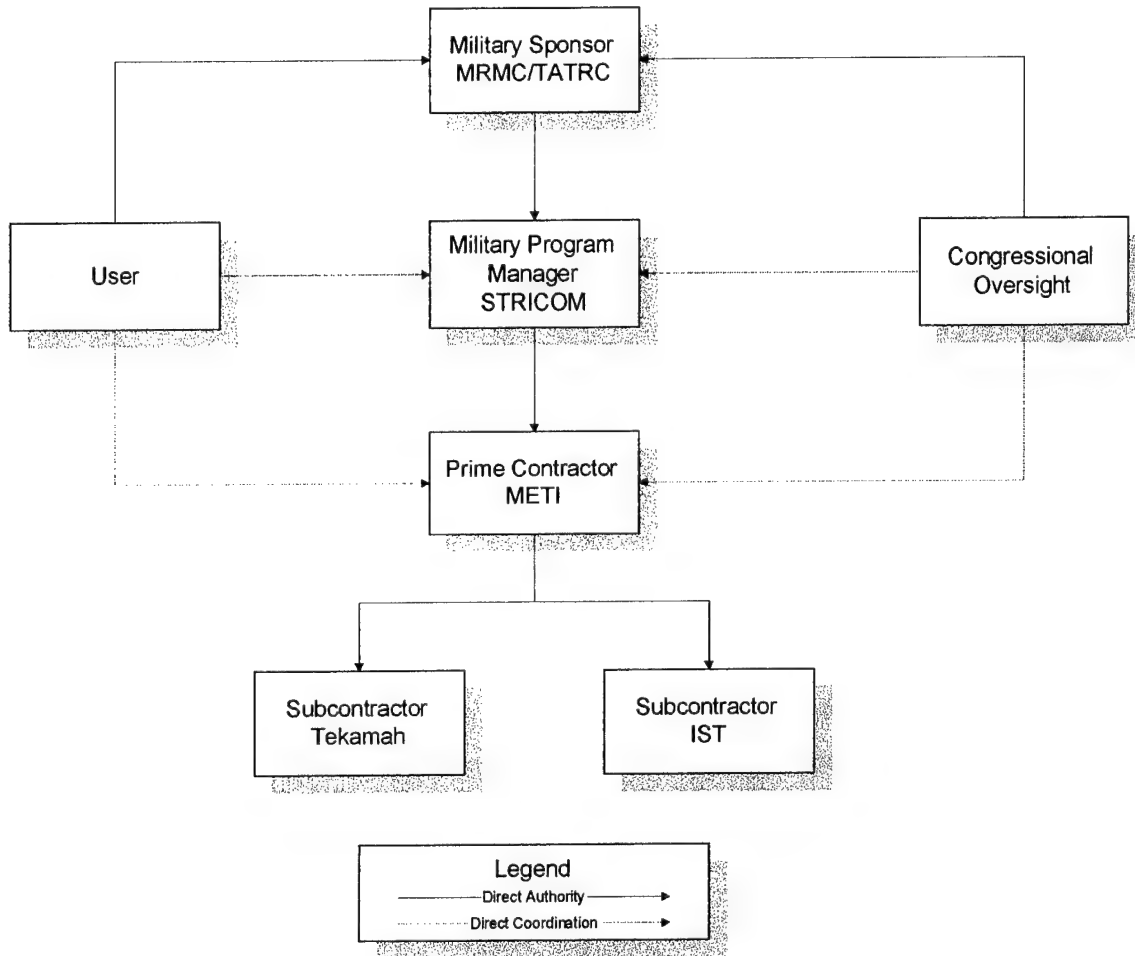 Military Sponsor
MRMC/TATRC
User
Military Program
Manager
STRICOM
Congressional
Oversight
Prime Contractor
METI
Subcontractor
Tekamah
Subcontractor
IST
Legend
Direct Authority
Direct Coordination